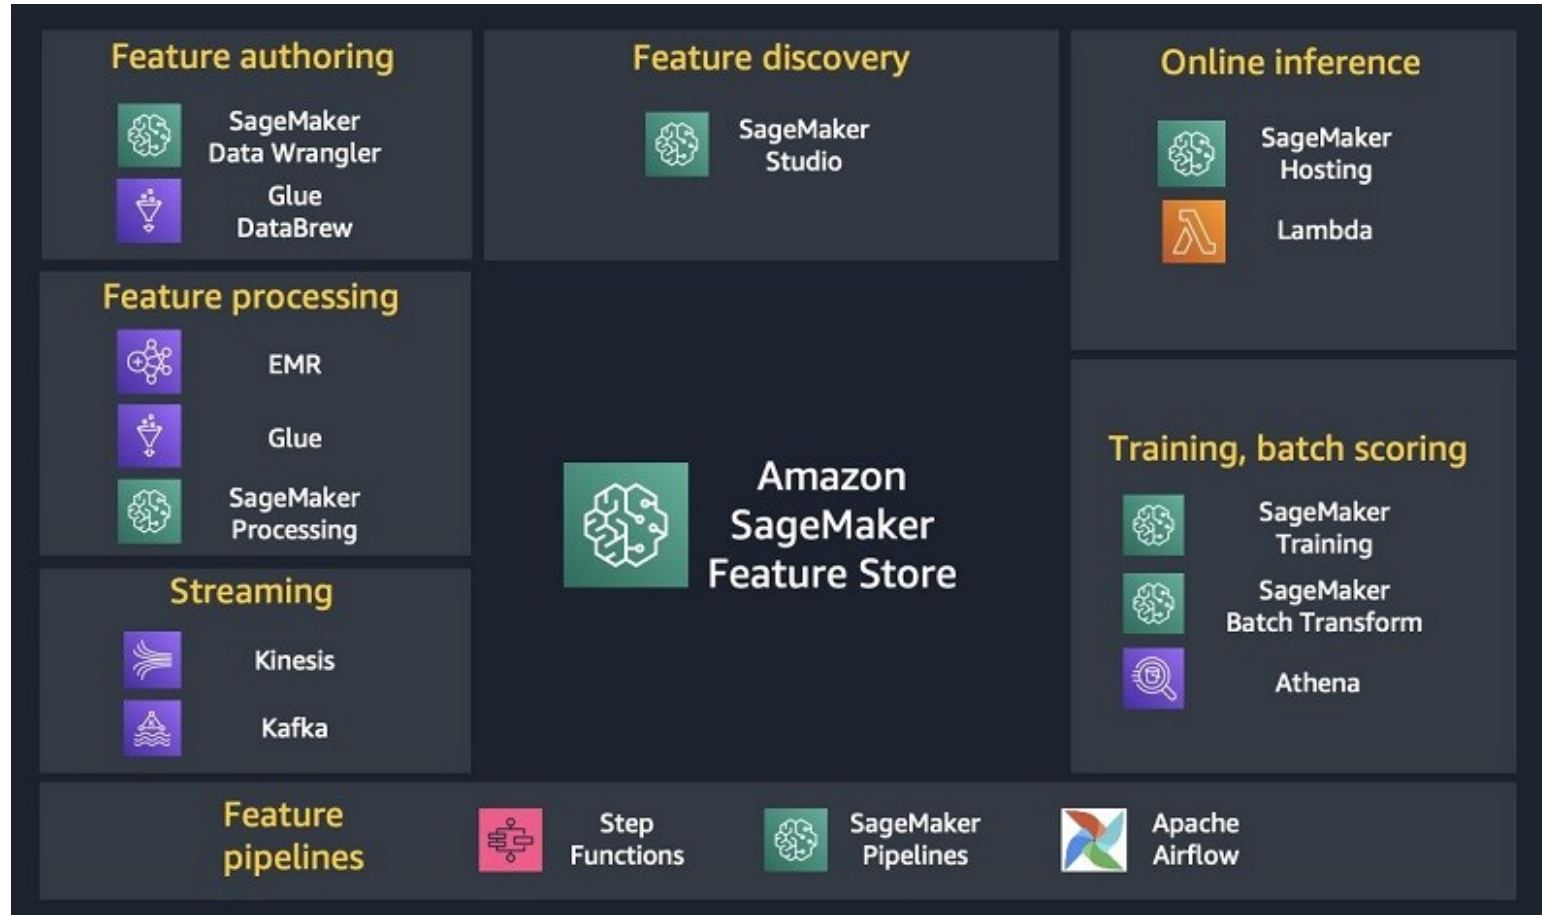 Feature authoring
SageMaker
Data Wrangler
Glue
DataBrew
Feature discovery
SageMaker
Studio
Online inference
SageMaker
Hosting
Lambda
Feature processing
EMR
Glue
SageMaker
Processing
Amazon
SageMaker
Feature Store
Training, batch scoring
SageMaker
Training
SageMaker
Batch Transform
Athena
Streaming
Kinesis
Kafka
Feature
pipelines
Step
Functions
SageMaker
Pipelines
Apache
Airflow